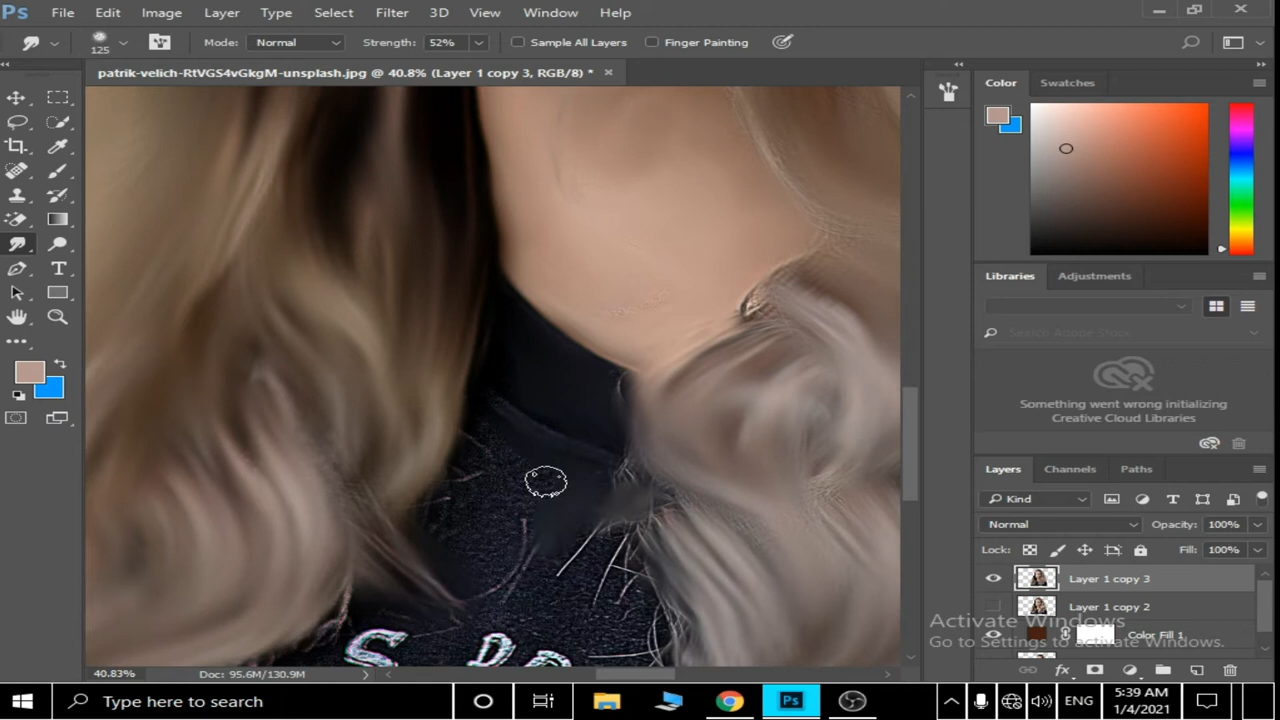 Ps File Edit Image Layer Type Select Filter 3D View Window Help
125 Mode: Normal Strength: 52% Sample All Layers Finger Painting
patrik-velich-RtVGS4vGkgM-unsplash.jpg @ 40.8% (Layer 1 copy 3, RGB/8) *
Color Swatches
Libraries Adjustments
Search Adobe Stock
Something went wrong initializing
Creative Cloud Libraries
Layers Channels Paths
Kind
Normal Opacity: 100%
Lock: Fill: 100%
Layer 1 copy 3
Layer 1 copy 2
Color Fill 1
Activate Windows
Go to Settings to activate Windows.
40.83% Doc: 95.6M/130.9M
Type here to search
Ps
ENG
5:39 AM
1/4/2021